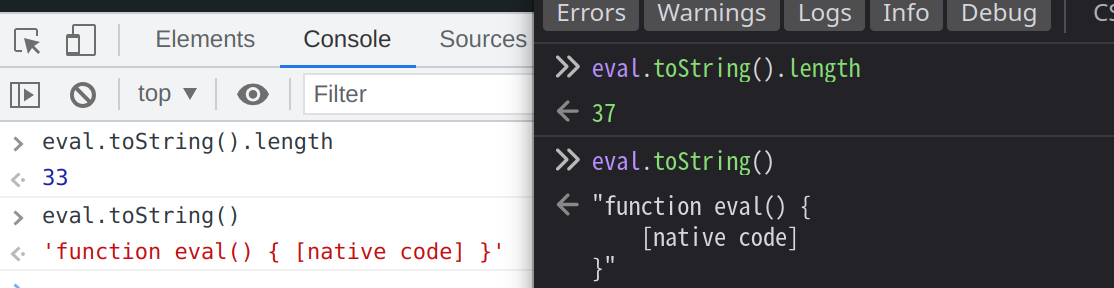 Elements Console Sources
top ▼ Filter
> eval.toString().length
33
> eval.toString()
'function eval() { [native code] }'
Errors Warnings Logs Info Debug CS
eval.toString().length
37
eval.toString()
"function eval() {
    [native code]
}"